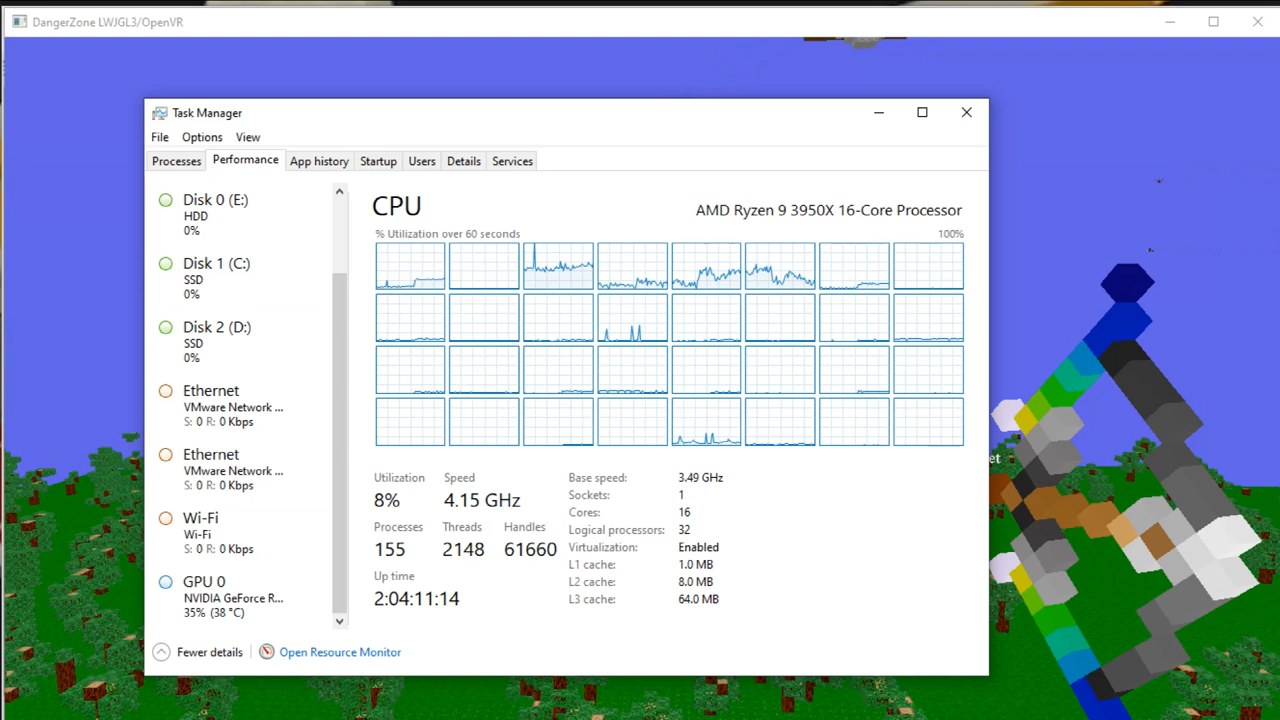 DangerZone LWJGL3/OpenVR
Task Manager
File Options View
Processes Performance App history Startup Users Details Services
Disk 0 (E:)
HDD
0%
Disk 1 (C:)
SSD
0%
Disk 2 (D:)
SSD
0%
Ethernet
VMware Network ...
S: 0 R: 0 Kbps
Ethernet
VMware Network ...
S: 0 R: 0 Kbps
Wi-Fi
Wi-Fi
S: 0 R: 0 Kbps
GPU 0
NVIDIA GeForce R...
35% (38 °C)
CPU
AMD Ryzen 9 3950X 16-Core Processor
% Utilization over 60 seconds 100%
Utilization Speed
8% 4.15 GHz
Processes Threads Handles
155 2148 61660
Up time
2:04:11:14
Base speed: 3.49 GHz
Sockets: 1
Cores: 16
Logical processors: 32
Virtualization: Enabled
L1 cache: 1.0 MB
L2 cache: 8.0 MB
L3 cache: 64.0 MB
Fewer details Open Resource Monitor
et